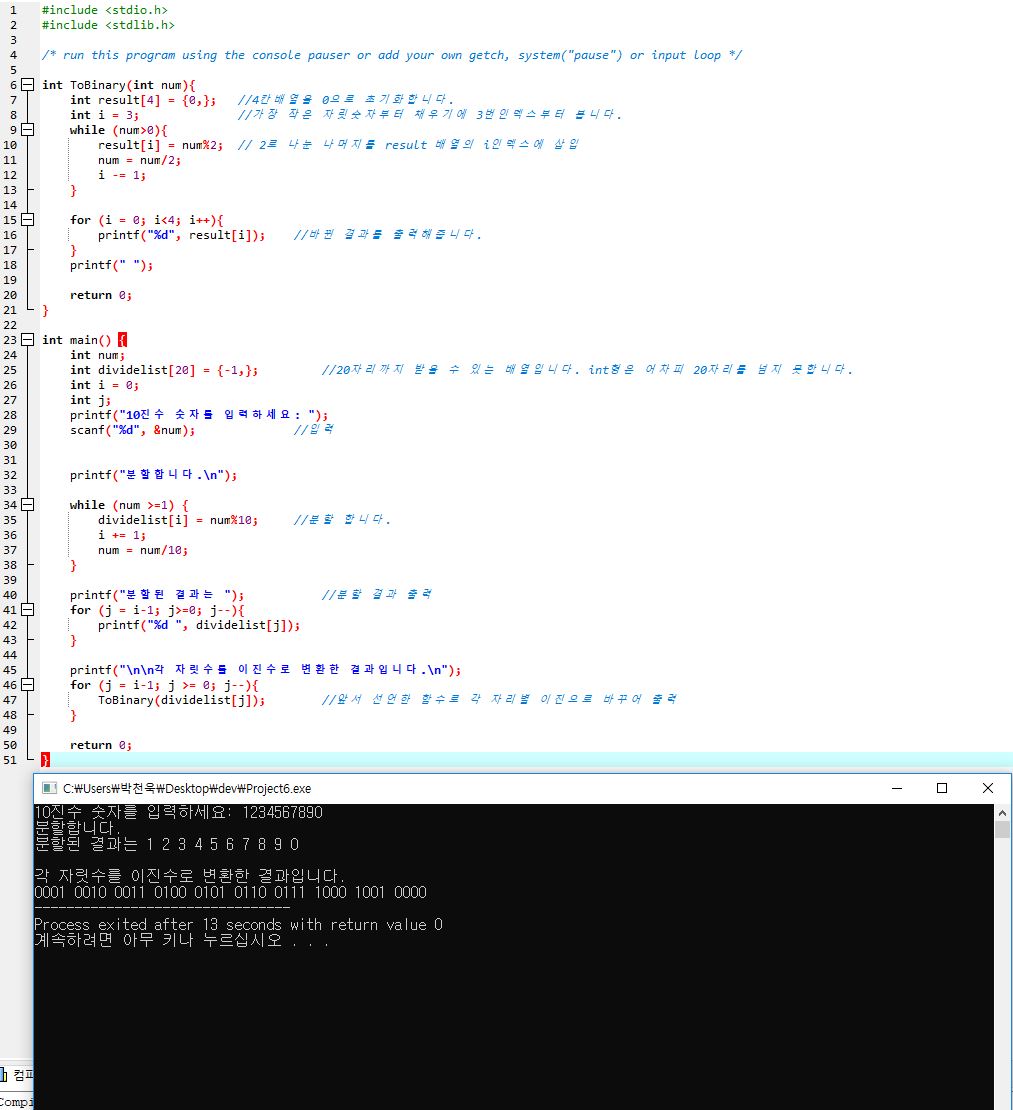 1 #include <stdio.h>
2 #include <stdlib.h>
3
4 /* run this program using the console pauser or add your own getch, system("pause") or input loop */
5
6 int ToBinary(int num){
7 int result[4] = {0,}; //4칸배열을 0으로 초기화합니다.
8 int i = 3; //가장 작은 자릿숫자부터 채우기에 3번인덱스부터 봅니다.
9 while (num>0){
10 result[i] = num%2; // 2로 나눈 나머지를 result 배열의 i인덱스에 삽입
11 num = num/2;
12 i -= 1;
13 }
14
15 for (i = 0; i<4; i++){
16 printf("%d", result[i]); //바뀐 결과를 출력해줍니다.
17 }
18 printf(" ");
19
20 return 0;
21 }
22
23 int main() {
24 int num;
25 int dividelist[20] = {-1,}; //20자리까지 받을 수 있는 배열입니다. int형은 어차피 20자리를 넘지 못합니다.
26 int i = 0;
27 int j;
28 printf("10진수 숫자를 입력하세요: ");
29 scanf("%d", &num); //입력
30
31
32 printf("분할합니다.\n");
33
34 while (num >=1) {
35 dividelist[i] = num%10; //분할 합니다.
36 i += 1;
37 num = num/10;
38 }
39
40 printf("분할된 결과는 "); //분할 결과 출력
41 for (j = i-1; j>=0; j--){
42 printf("%d ", dividelist[j]);
43 }
44
45 printf("\n\n각 자릿수를 이진수로 변환한 결과입니다.\n");
46 for (j = i-1; j >= 0; j--){
47 ToBinary(dividelist[j]); //앞서 선언한 함수로 각 자리별 이진으로 바꾸어 출력
48 }
49
50 return 0;
51 }
C:₩Users₩박천욱₩Desktop₩dev₩Project6.exe
10진수 숫자를 입력하세요: 1234567890
분할합니다.
분할된 결과는 1 2 3 4 5 6 7 8 9 0

각 자릿수를 이진수로 변환한 결과입니다.
0001 0010 0011 0100 0101 0110 0111 1000 1001 0000
--------------------------------
Process exited after 13 seconds with return value 0
계속하려면 아무 키나 누르십시오 . . .